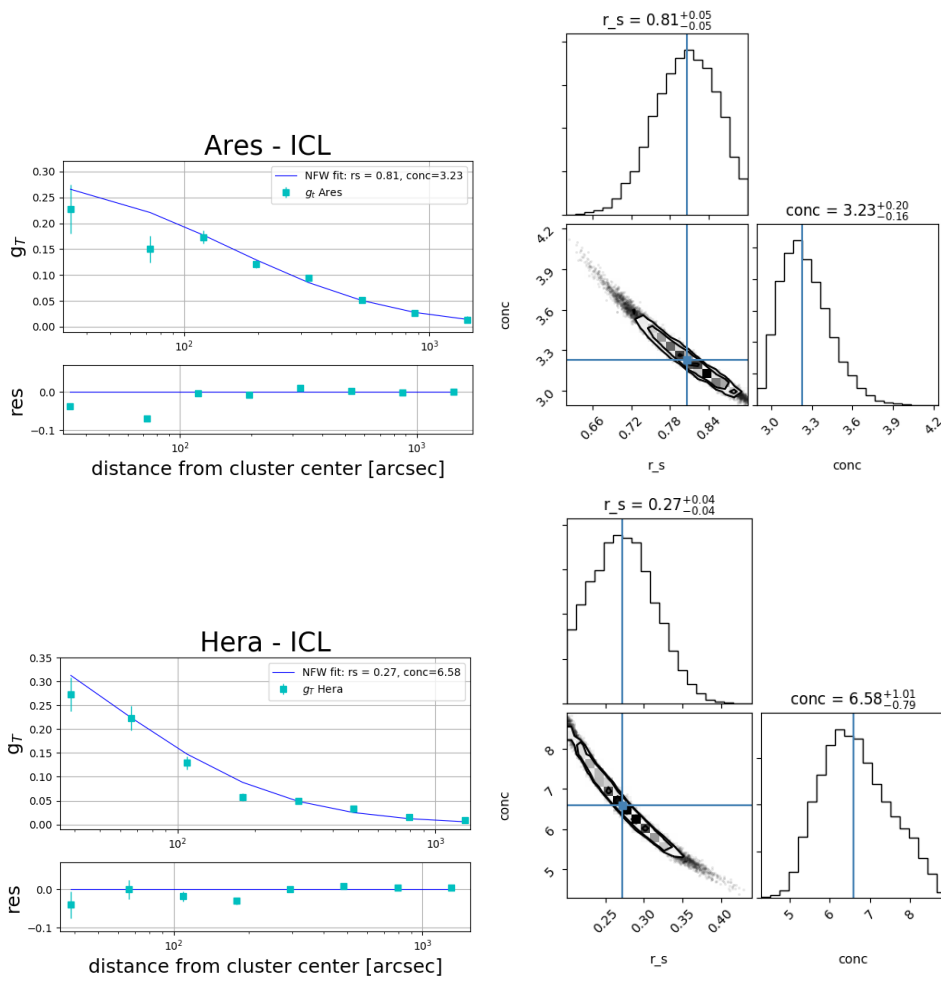 Ares - ICL
g_T
0.30
0.25
0.20
0.15
0.10
0.05
0.00
NFW fit: rs = 0.81, conc=3.23
g_t Ares
10²
10³
res
0.0
−0.1
10²
10³
distance from cluster center [arcsec]
r_s = 0.81^{+0.05}_{−0.05}
conc = 3.23^{+0.20}_{−0.16}
conc
4.2
3.9
3.6
3.3
3.0
0.66
0.72
0.78
0.84
r_s
3.0
3.3
3.6
3.9
4.2
conc
Hera - ICL
g_T
0.35
0.30
0.25
0.20
0.15
0.10
0.05
0.00
NFW fit: rs = 0.27, conc=6.58
g_T Hera
10²
10³
res
0.0
−0.1
10²
10³
distance from cluster center [arcsec]
r_s = 0.27^{+0.04}_{−0.04}
conc = 6.58^{+1.01}_{−0.79}
conc
8
7
6
5
0.25
0.30
0.35
0.40
r_s
5
6
7
8
conc